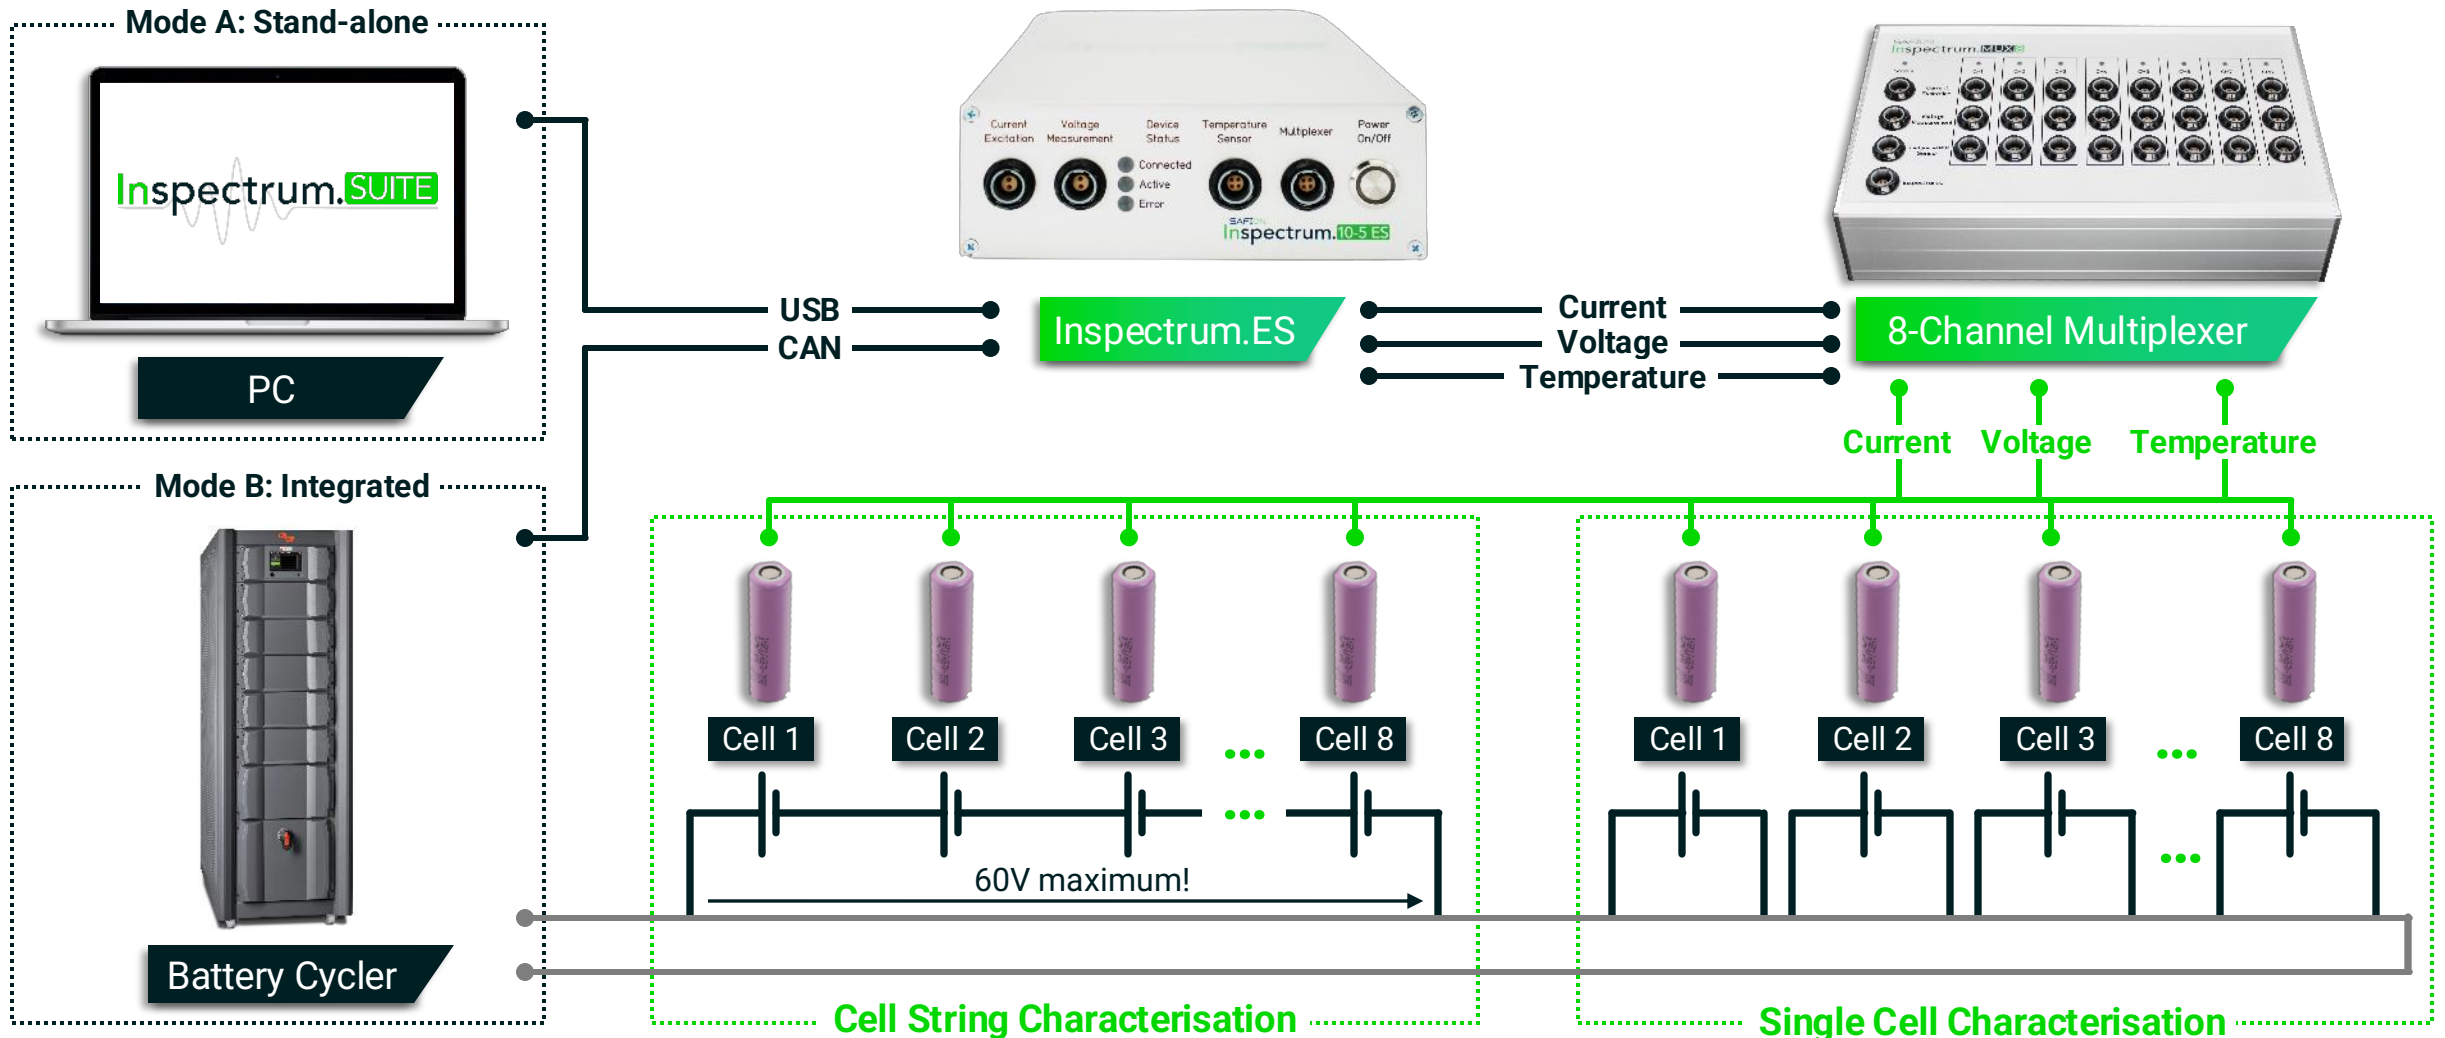 Mode A: Stand-alone
Inspectrum.SUITE
PC
Mode B: Integrated
Battery Cycler
USB
CAN
Current Excitation
Voltage Measurement
Device Status
Connected
Active
Error
Temperature Sensor
Multiplexer
Power On/Off
SAFION
Inspectrum.10-5 ES
Inspectrum.ES
Current
Voltage
Temperature
Inspectrum.MUX8
8-Channel Multiplexer
Current
Voltage
Temperature
Cell 1
Cell 2
Cell 3
...
Cell 8
...
60V maximum!
Cell String Characterisation
Cell 1
Cell 2
Cell 3
...
Cell 8
...
Single Cell Characterisation